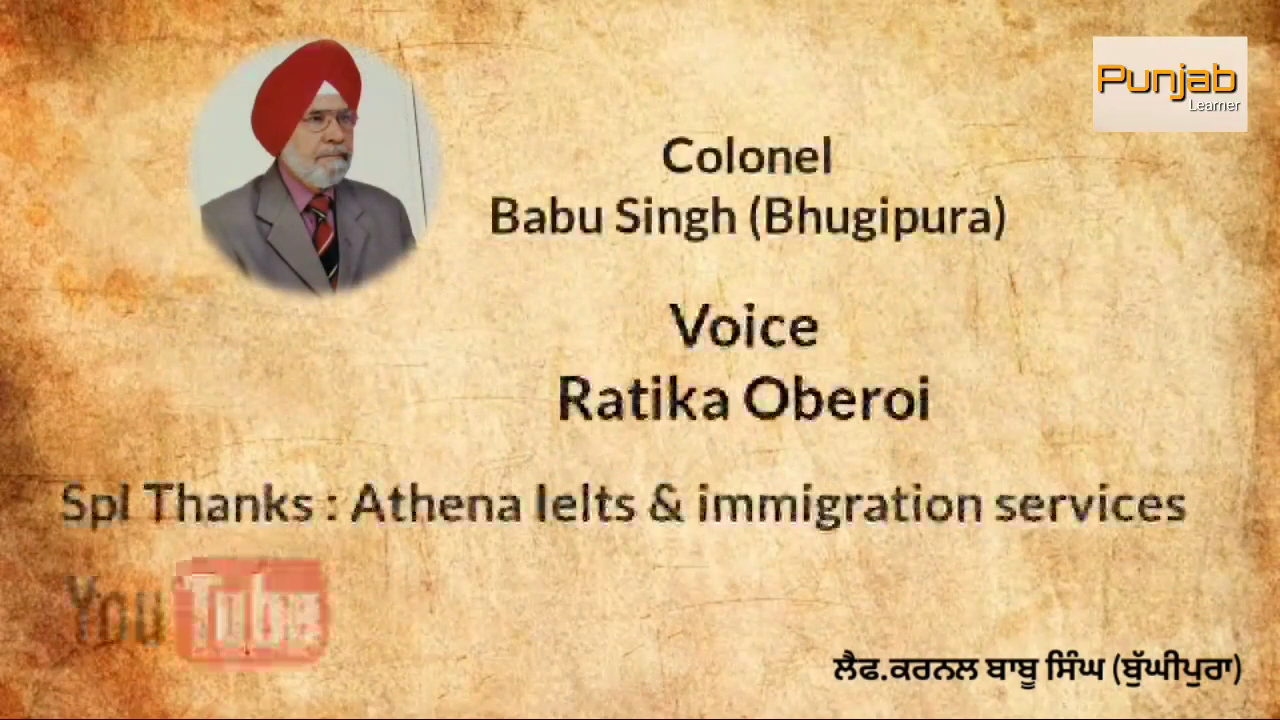 Punjab
Learner
Colonel
Babu Singh (Bhugipura)
Voice
Ratika Oberoi
Spl Thanks : Athena Ielts & immigration services
YouTube
ਲੈਫ.ਕਰਨਲ ਬਾਬੂ ਸਿੰਘ (ਬੁੱਘੀਪੁਰਾ)